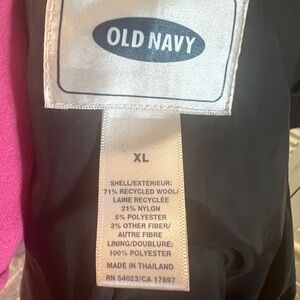 OLD NAVY
XL
SHELL/EXTÉRIEUR:
71% RECYCLED WOOL/
LAINE RECYCLÉE
21% NYLON
5% POLYESTER
3% OTHER FIBER/
AUTRE FIBRE
LINING/DOUBLURE:
100% POLYESTER
MADE IN THAILAND
RN 54023/CA 17897